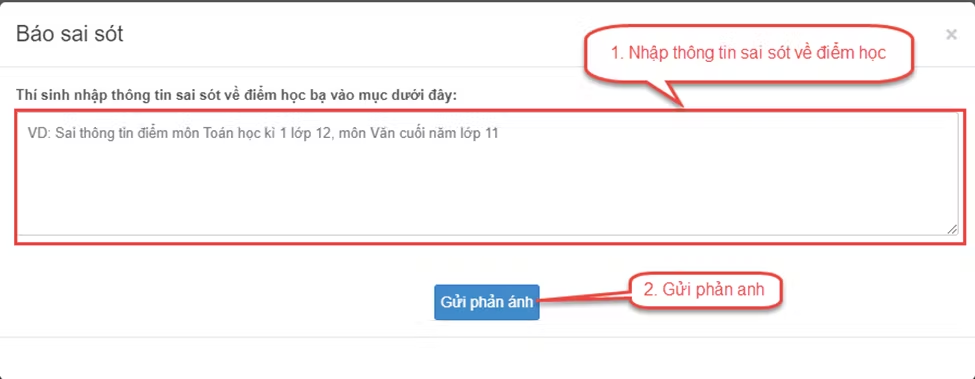 Báo sai sót
×
1. Nhập thông tin sai sót về điểm học
Thí sinh nhập thông tin sai sót về điểm học bạ vào mục dưới đây:
VD: Sai thông tin điểm môn Toán học kì 1 lớp 12, môn Văn cuối năm lớp 11
Gửi phản ánh
2. Gửi phản anh